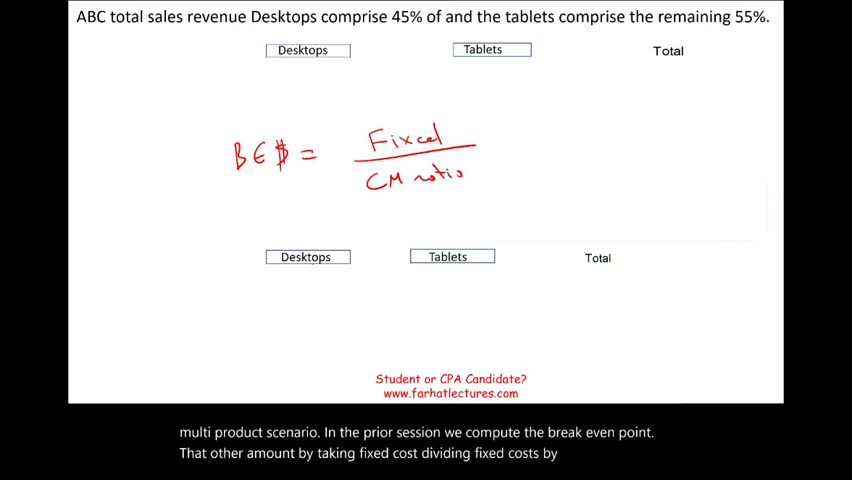 ABC total sales revenue Desktops comprise 45% of and the tablets comprise the remaining 55%.
Desktops Tablets Total
BE$ = Fixed
CM ratio
Desktops Tablets Total
Student or CPA Candidate?
www.farhatlectures.com
multi product scenario. In the prior session we compute the break even point.
That other amount by taking fixed cost dividing fixed costs by